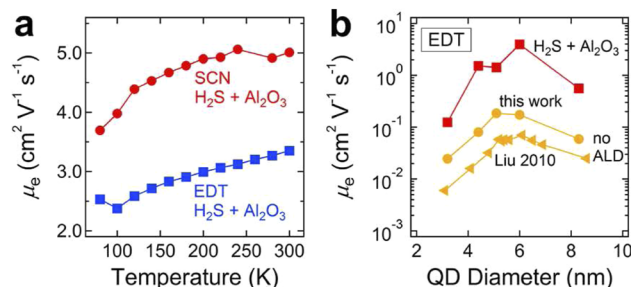 a
μe (cm² V⁻¹ s⁻¹)
5.0
4.0
3.0
2.0
SCN
H₂S + Al₂O₃
EDT
H₂S + Al₂O₃
100
200
300
Temperature (K)
b
μe (cm² V⁻¹ s⁻¹)
10¹
10⁰
10⁻¹
10⁻²
10⁻³
EDT
H₂S + Al₂O₃
this work
no
ALD
Liu 2010
2
4
6
8
10
QD Diameter (nm)